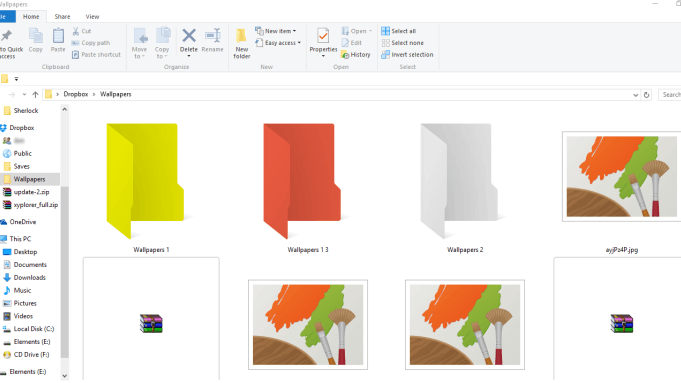 Wallpapers
Home Share View
Cut
Copy path
Paste shortcut
to Quick access
Copy
Paste
Clipboard
Move to
Copy to
Delete
Rename
Organize
New folder
New item
Easy access
New
Properties
Open
Edit
History
Open
Select all
Select none
Invert selection
Select
Dropbox > Wallpapers
Search
Sherlock
Dropbox
Public
Saves
Wallpapers
update-2.zip
xyplorer_full.zip
OneDrive
This PC
Desktop
Documents
Downloads
Music
Pictures
Videos
Local Disk (C:)
Elements (E:)
CD Drive (F:)
Elements (E:)
Wallpapers 1
Wallpapers 13
Wallpapers 2
ayjPz4P.jpg